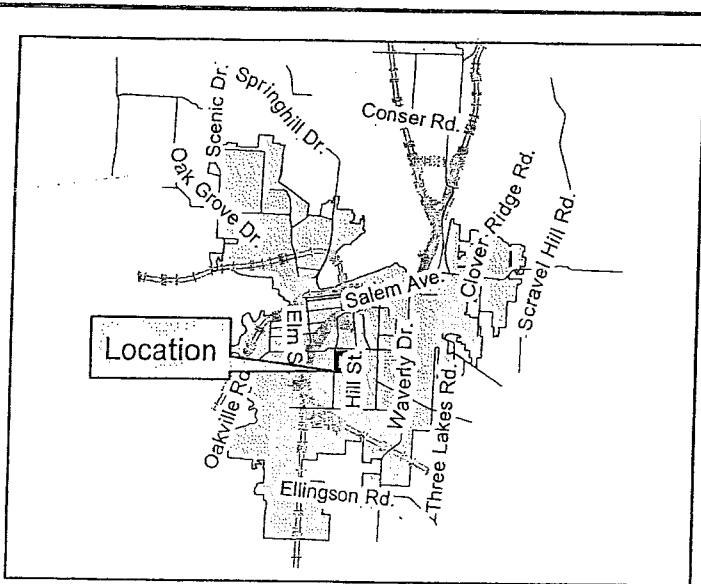 Scenic Dr.
Springhill Dr.
Conser Rd.
Oak Grove Dr.
Clover Ridge Rd.
Scravel Hill Rd.
Salem Ave.
Elm S
Location
Hill St.
Waverly Dr.
Three Lakes Rd.
Oakville Rd
Ellingson Rd.